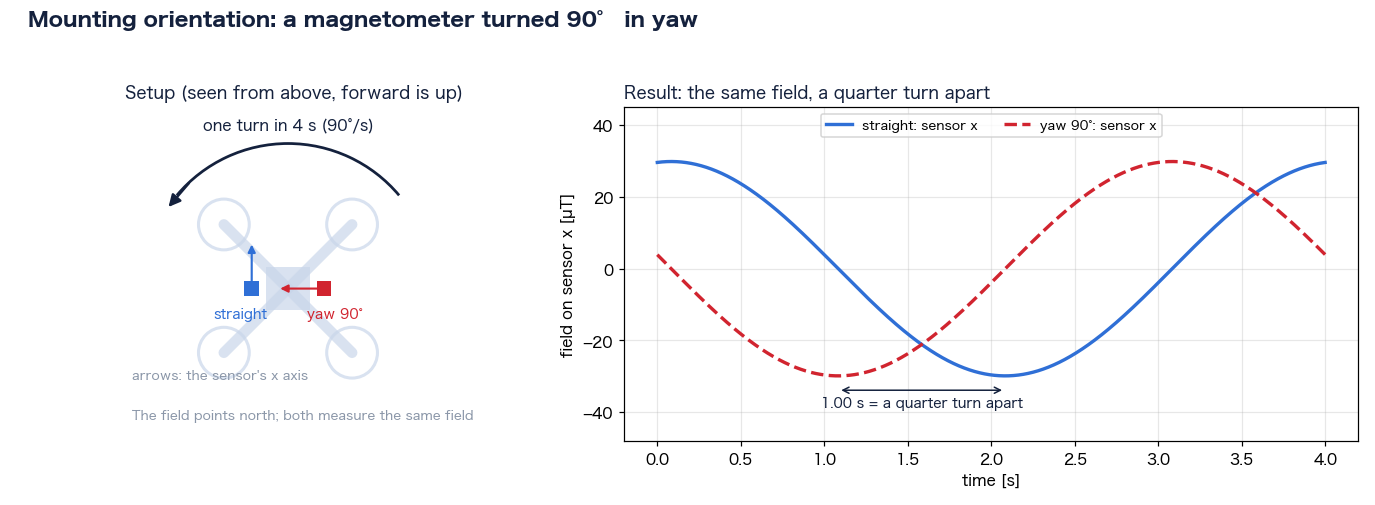 Mounting orientation: a magnetometer turned 90° in yaw
Setup (seen from above, forward is up)
one turn in 4 s (90°/s)
straight
yaw 90°
arrows: the sensor's x axis
The field points north; both measure the same field
Result: the same field, a quarter turn apart
straight: sensor x
yaw 90°: sensor x
field on sensor x [µT]
40
20
0
−20
−40
1.00 s = a quarter turn apart
0.0 0.5 1.0 1.5 2.0 2.5 3.0 3.5 4.0
time [s]